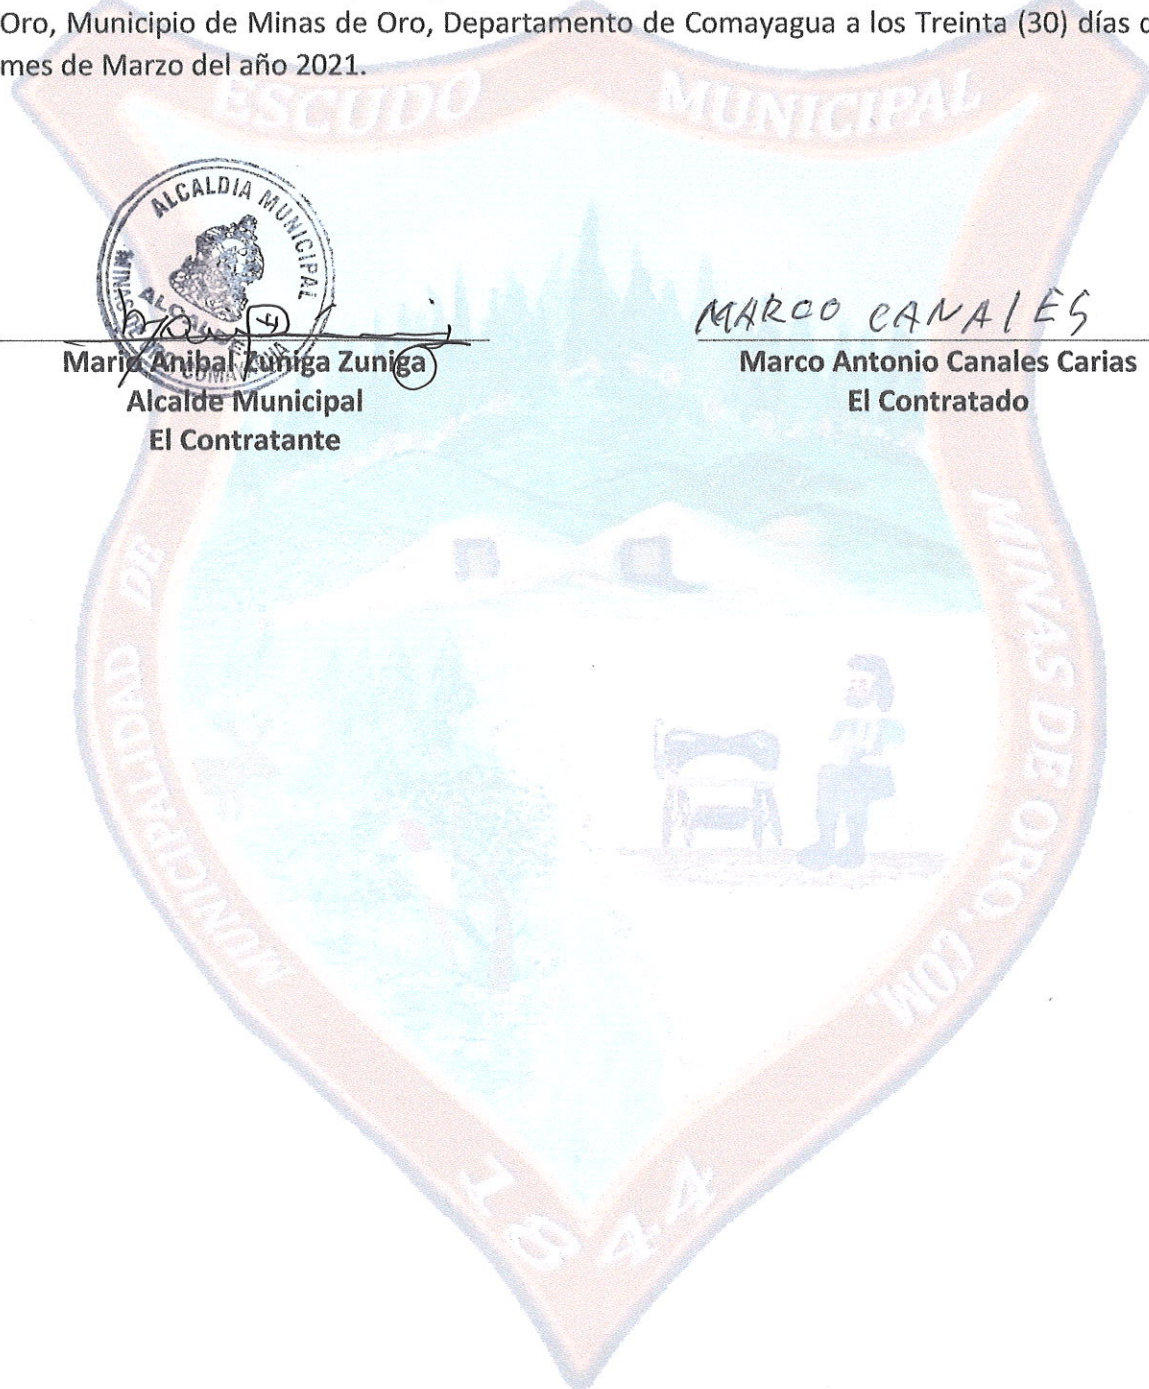 Oro, Municipio de Minas de Oro, Departamento de Comayagua a los Treinta (30) días d
mes de Marzo del año 2021.
ESCUDO MUNICIPAL
ALCALDIA MUNICIPAL
MARCO CANALES
Mario Anibal Zuniga Zuniga
Marco Antonio Canales Carias
Alcalde Municipal
El Contratado
El Contratante
MUNICIPALIDAD DE
MINAS DE ORO, COM.
1844